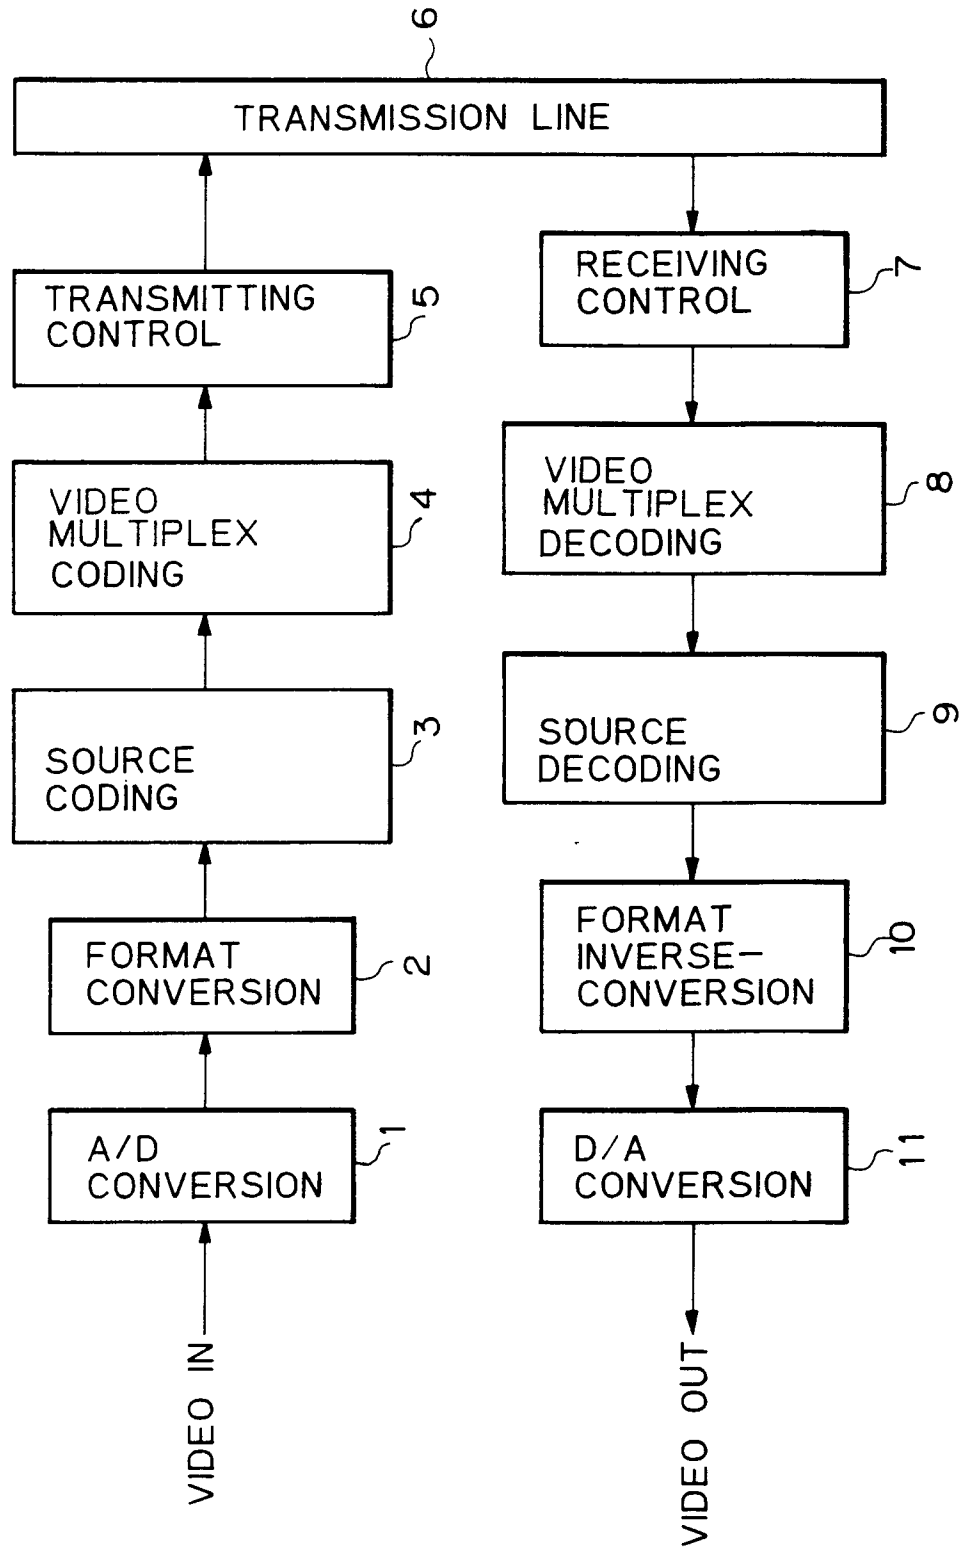 6
TRANSMISSION LINE
TRANSMITTING
CONTROL
5
RECEIVING
CONTROL
7
VIDEO
MULTIPLEX
CODING
4
VIDEO
MULTIPLEX
DECODING
8
SOURCE
CODING
3
SOURCE
DECODING
9
FORMAT
CONVERSION
2
FORMAT
INVERSE-
CONVERSION
10
A/D
CONVERSION
1
D/A
CONVERSION
11
VIDEO IN
VIDEO OUT